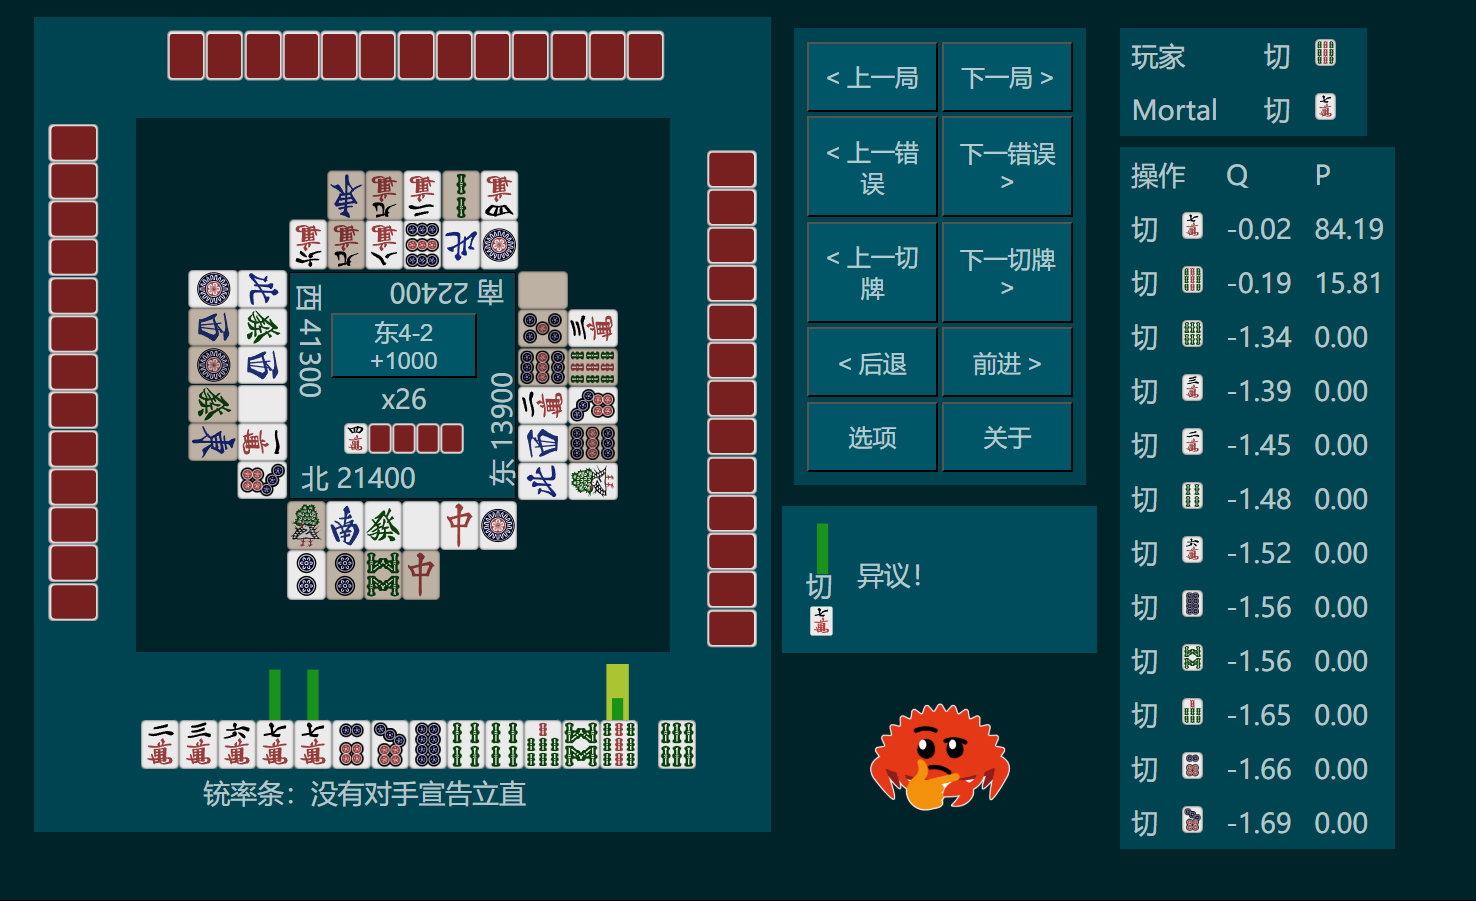 南 22400
西 41300
东4-2
+1000
x26
东 13900
北 21400
铳率条：没有对手宣告立直
< 上一局
下一局 >
< 上一错
误
下一错误
>
< 上一切
牌
下一切牌
>
< 后退
前进 >
选项
关于
切
异议！
玩家 切
Mortal 切
操作 Q P
切 -0.02 84.19
切 -0.19 15.81
切 -1.34 0.00
切 -1.39 0.00
切 -1.45 0.00
切 -1.48 0.00
切 -1.52 0.00
切 -1.56 0.00
切 -1.56 0.00
切 -1.65 0.00
切 -1.66 0.00
切 -1.69 0.00